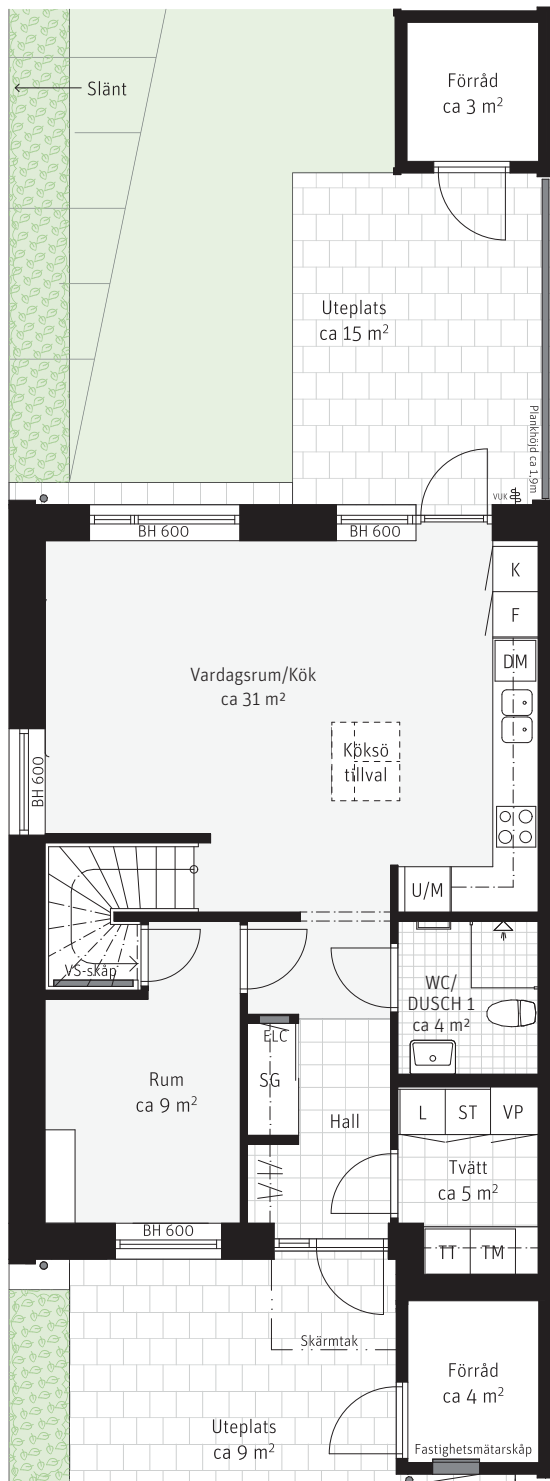 Slänt
Förråd
ca 3 m²
Uteplats
ca 15 m²
Plankhöjd ca 1.9m
VUK
BH 600
BH 600
K
F
DM
Vardagsrum/Kök
ca 31 m²
Köksö
tillval
BH 600
U/M
VS-skåp
WC/
DUSCH 1
ca 4 m²
ELC
SG
Rum
ca 9 m²
Hall
L
ST
VP
Tvätt
ca 5 m²
BH 600
TT
TM
Skärmtak
Förråd
ca 4 m²
Uteplats
ca 9 m²
Fastighetsmätarskåp